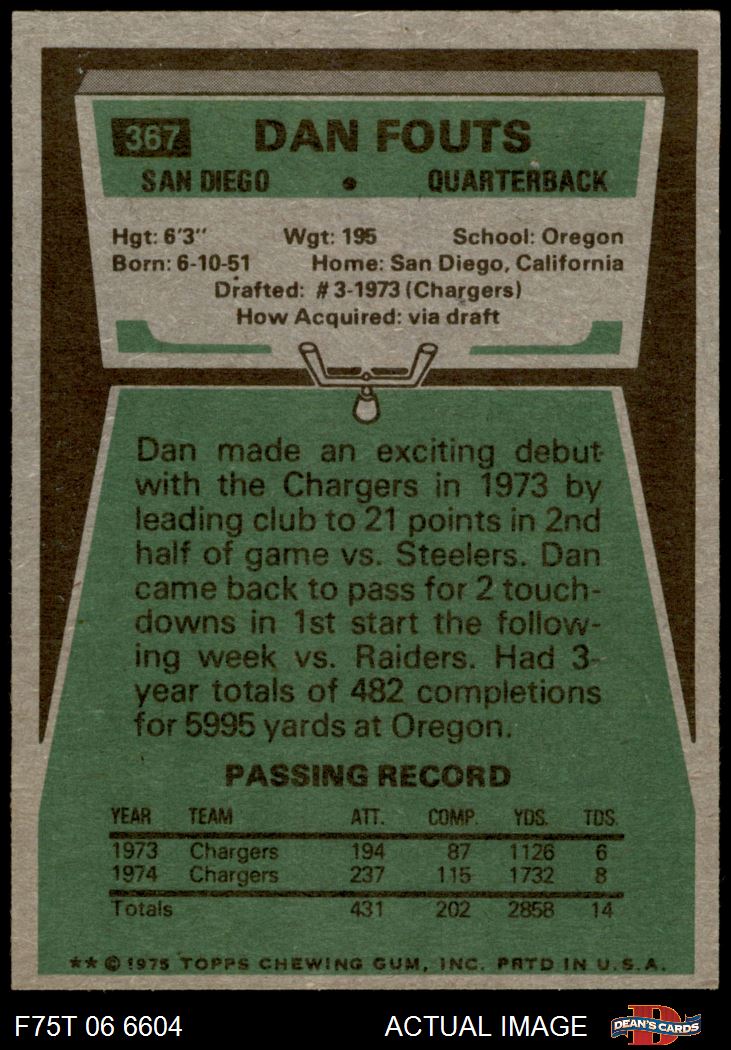 367 DAN FOUTS
SAN DIEGO • QUARTERBACK
Hgt: 6'3" Wgt: 195 School: Oregon
Born: 6-10-51 Home: San Diego, California
Drafted: #3-1973 (Chargers)
How Acquired: via draft
Dan made an exciting debut
with the Chargers in 1973 by
leading club to 21 points in 2nd
half of game vs. Steelers. Dan
came back to pass for 2 touch-
downs in 1st start the follow-
ing week vs. Raiders. Had 3-
year totals of 482 completions
for 5995 yards at Oregon.
PASSING RECORD
YEAR TEAM ATT. COMP. YDS. TDS.
1973 Chargers 194 87 1126 6
1974 Chargers 237 115 1732 8
Totals 431 202 2858 14
** © 1975 TOPPS CHEWING GUM, INC. PRTD IN U.S.A.
F75T 06 6604 ACTUAL IMAGE D DEAN'S CARDS